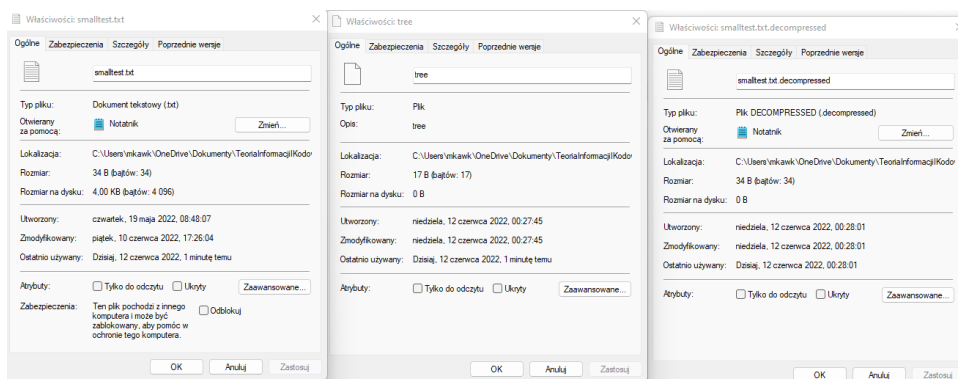 Właściwości: smalltest.txt
Ogólne Zabezpieczenia Szczegóły Poprzednie wersje
smalltest.txt
Typ pliku: Dokument tekstowy (.txt)
Otwierany za pomocą: Notatnik Zmień...
Lokalizacja: C:\Users\mkawk\OneDrive\Dokumenty\TeoriaInformacjiIKodov
Rozmiar: 34 B (bajtów: 34)
Rozmiar na dysku: 4,00 KB (bajtów: 4 096)
Utworzony: czwartek, 19 maja 2022, 08:48:07
Zmodyfikowany: piątek, 10 czerwca 2022, 17:26:04
Ostatnio używany: Dzisiaj, 12 czerwca 2022, 1 minutę temu
Atrybuty: Tylko do odczytu Ukryty Zaawansowane...
Zabezpieczenia: Ten plik pochodzi z innego
komputera i może być
zablokowany, aby pomóc w
ochronie tego komputera.
Odblokuj
OK Anuluj Zastosuj
Właściwości: tree
Ogólne Zabezpieczenia Szczegóły Poprzednie wersje
tree
Typ pliku: Plik
Opis: tree
Lokalizacja: C:\Users\mkawk\OneDrive\Dokumenty\TeoriaInformacjiIKodov
Rozmiar: 17 B (bajtów: 17)
Rozmiar na dysku: 0 B
Utworzony: niedziela, 12 czerwca 2022, 00:27:45
Zmodyfikowany: niedziela, 12 czerwca 2022, 00:27:45
Ostatnio używany: Dzisiaj, 12 czerwca 2022, 1 minutę temu
Atrybuty: Tylko do odczytu Ukryty Zaawansowane...
OK Anuluj Zastosuj
Właściwości: smalltest.txt.decompressed
Ogólne Zabezpieczenia Szczegóły Poprzednie wersje
smalltest.txt.decompressed
Typ pliku: Plik DECOMPRESSED (.decompressed)
Otwierany za pomocą: Notatnik Zmień...
Lokalizacja: C:\Users\mkawk\OneDrive\Dokumenty\TeoriaInformacjiIKodov
Rozmiar: 34 B (bajtów: 34)
Rozmiar na dysku: 0 B
Utworzony: niedziela, 12 czerwca 2022, 00:28:01
Zmodyfikowany: niedziela, 12 czerwca 2022, 00:28:01
Ostatnio używany: Dzisiaj, 12 czerwca 2022, 00:28:01
Atrybuty: Tylko do odczytu Ukryty Zaawansowane...
OK Anuluj Zastosuj